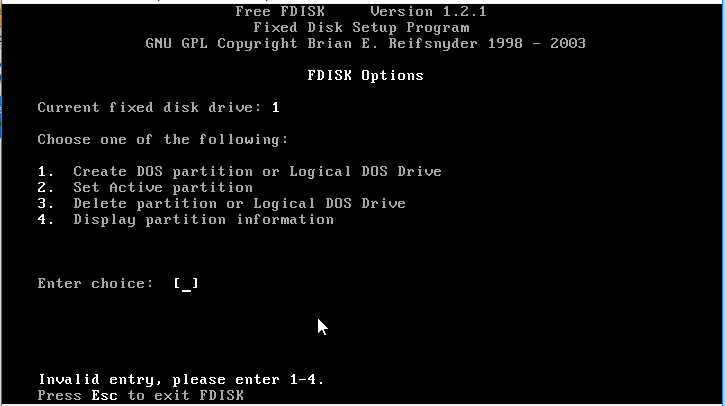 Free FDISK     Version 1.2.1
Fixed Disk Setup Program
GNU GPL Copyright Brian E. Reifsnyder 1998 - 2003
FDISK Options
Current fixed disk drive: 1
Choose one of the following:
1.  Create DOS partition or Logical DOS Drive
2.  Set Active partition
3.  Delete partition or Logical DOS Drive
4.  Display partition information
Enter choice:  [_]
Invalid entry, please enter 1-4.
Press Esc to exit FDISK